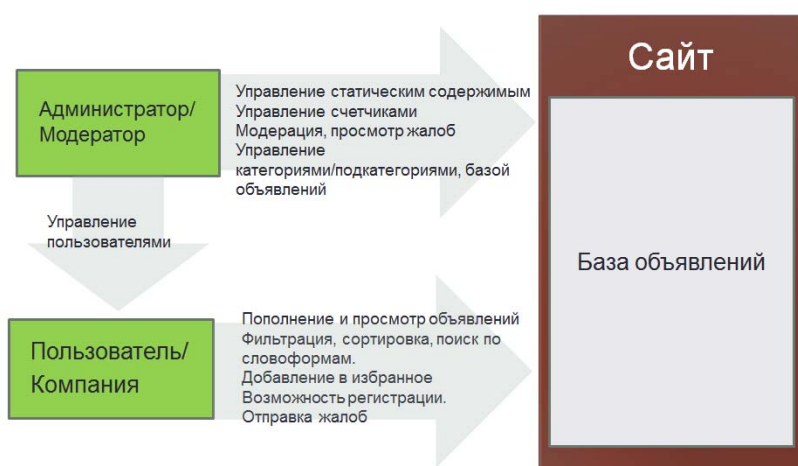 Сайт
Администратор/
Модератор
Управление статическим содержимым
Управление счетчиками
Модерация, просмотр жалоб
Управление
категориями/подкатегориями, базой
объявлений
Управление
пользователями
База объявлений
Пользователь/
Компания
Пополнение и просмотр объявлений
Фильтрация, сортировка, поиск по
словоформам.
Добавление в избранное
Возможность регистрации.
Отправка жалоб